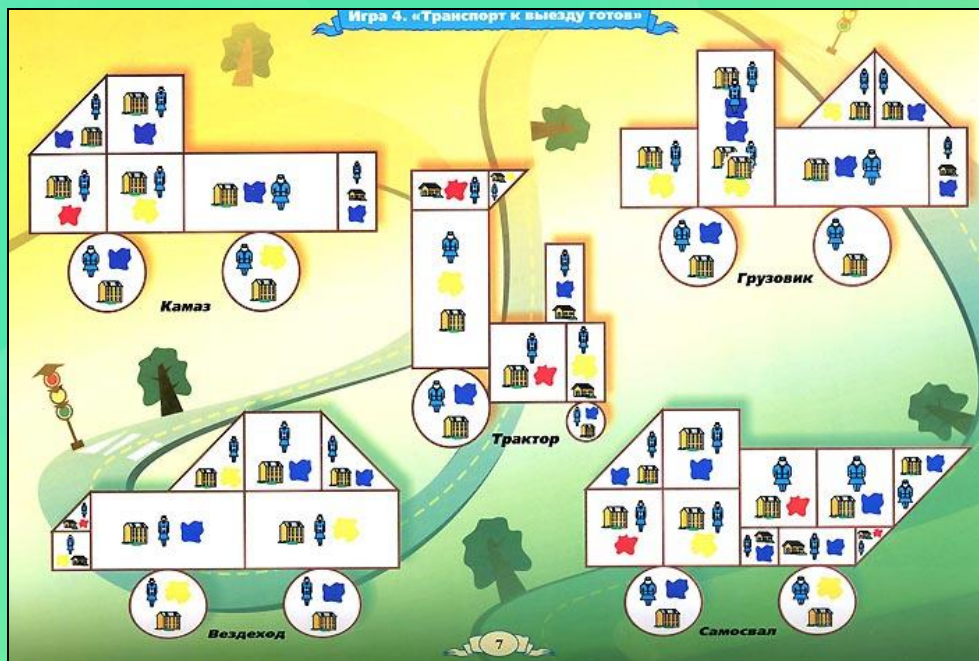 Игра 4. «Транспорт к выезду готов»
Камаз
Грузовик
Трактор
Вездеход
Самосвал
7